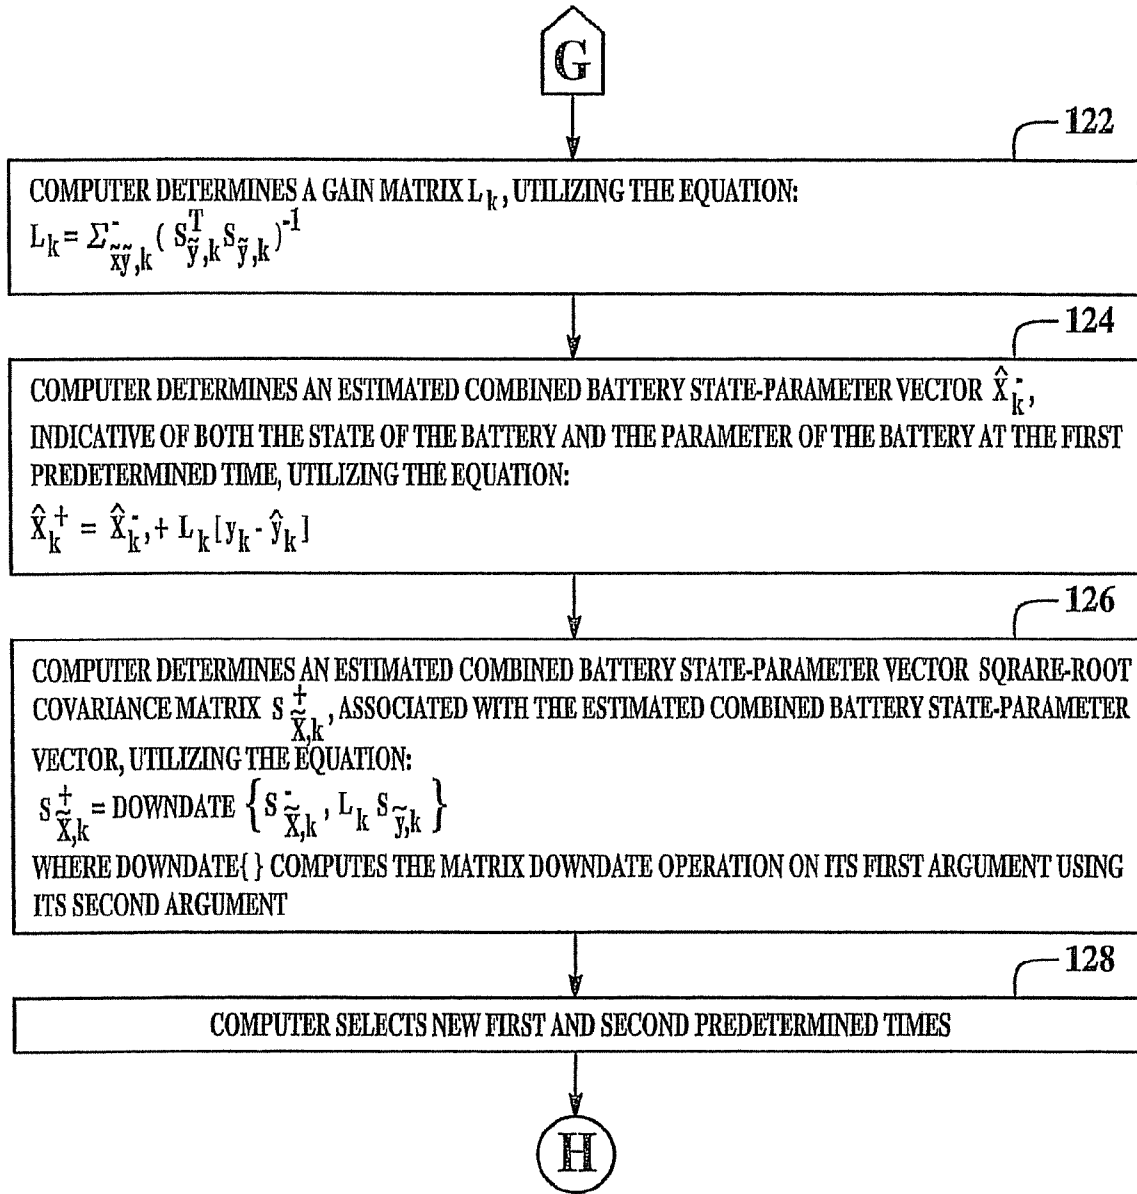 G
122
COMPUTER DETERMINES A GAIN MATRIX L_k, UTILIZING THE EQUATION:
L_k = Σ^-_{x̃ỹ,k} ( S^T_{ỹ,k} S_{ỹ,k} )^{-1}
124
COMPUTER DETERMINES AN ESTIMATED COMBINED BATTERY STATE-PARAMETER VECTOR X̂^-_k,
INDICATIVE OF BOTH THE STATE OF THE BATTERY AND THE PARAMETER OF THE BATTERY AT THE FIRST
PREDETERMINED TIME, UTILIZING THE EQUATION:
X̂^+_k = X̂^-_k, + L_k [ y_k - ŷ_k ]
126
COMPUTER DETERMINES AN ESTIMATED COMBINED BATTERY STATE-PARAMETER VECTOR SQRARE-ROOT
COVARIANCE MATRIX S^+_{X̃,k}, ASSOCIATED WITH THE ESTIMATED COMBINED BATTERY STATE-PARAMETER
VECTOR, UTILIZING THE EQUATION:
S^+_{X̃,k} = DOWNDATE { S^-_{X̃,k} , L_k S_{ỹ,k} }
WHERE DOWNDATE{ } COMPUTES THE MATRIX DOWNDATE OPERATION ON ITS FIRST ARGUMENT USING
ITS SECOND ARGUMENT
128
COMPUTER SELECTS NEW FIRST AND SECOND PREDETERMINED TIMES
H